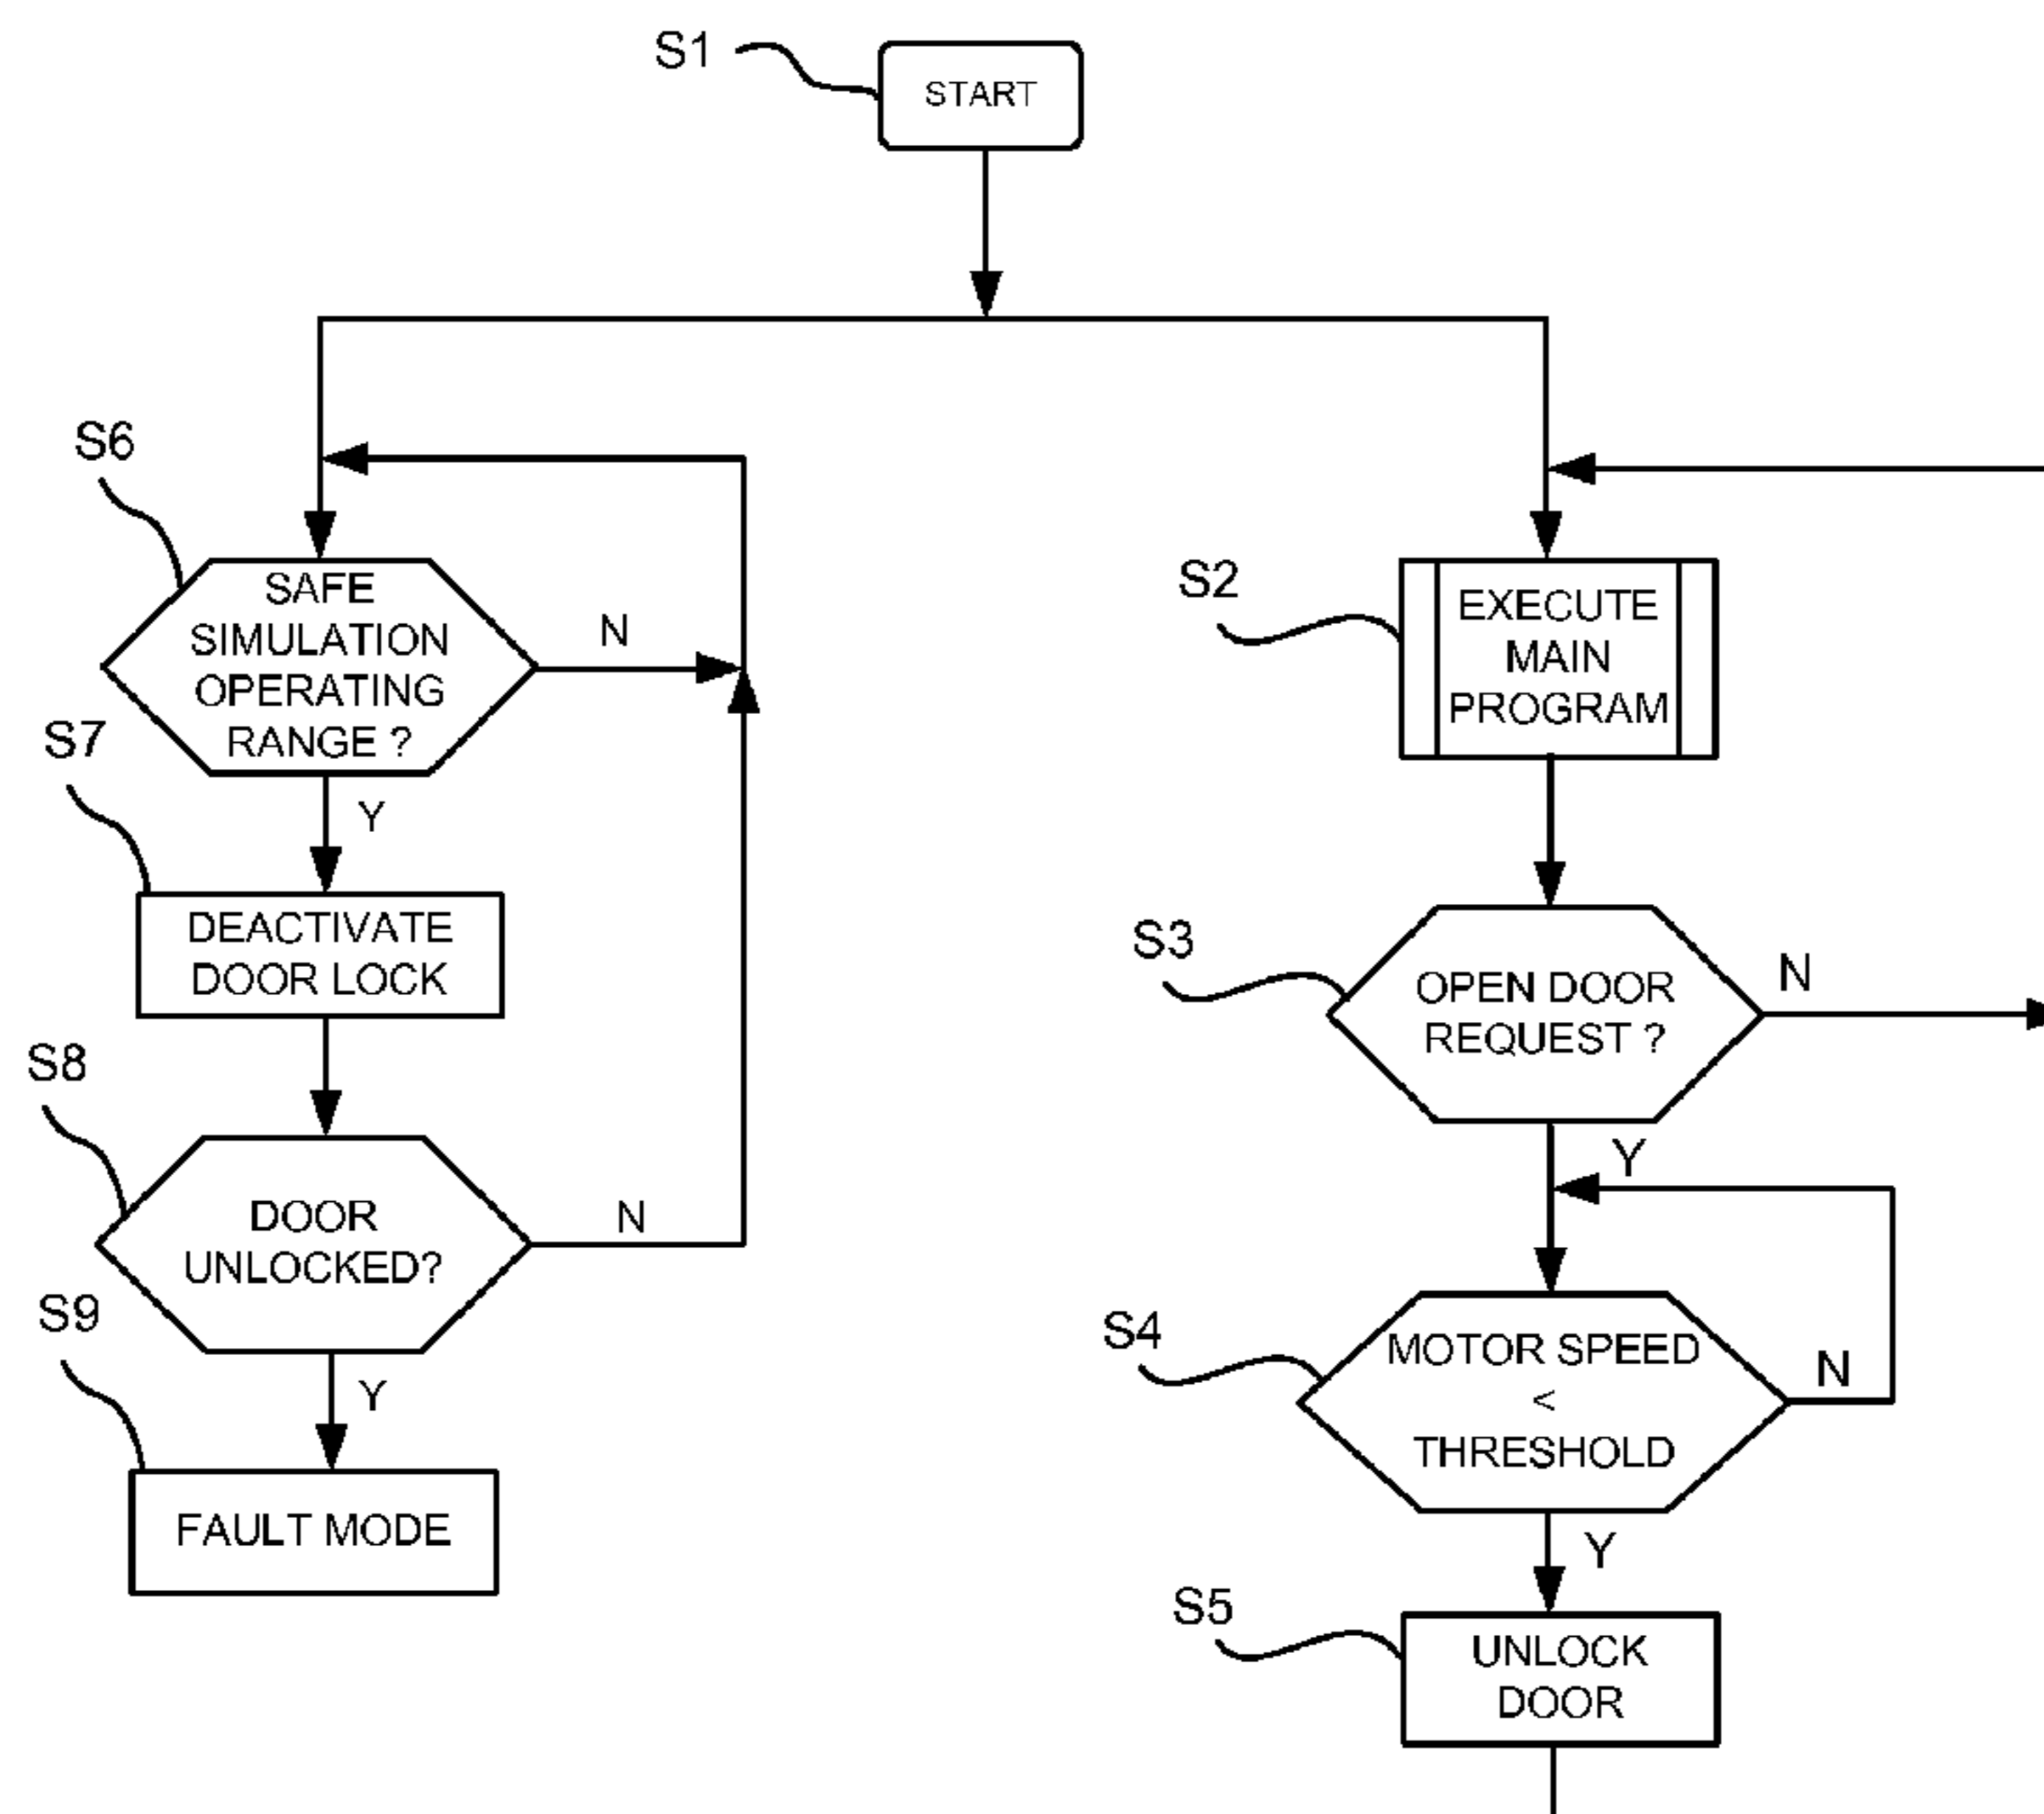 S1
START
S6
SAFE
SIMULATION
OPERATING
RANGE ?
N
Y
S7
DEACTIVATE
DOOR LOCK
S8
DOOR
UNLOCKED?
N
Y
S9
FAULT MODE
S2
EXECUTE
MAIN
PROGRAM
S3
OPEN DOOR
REQUEST ?
N
Y
S4
MOTOR SPEED
<
THRESHOLD
N
Y
S5
UNLOCK
DOOR